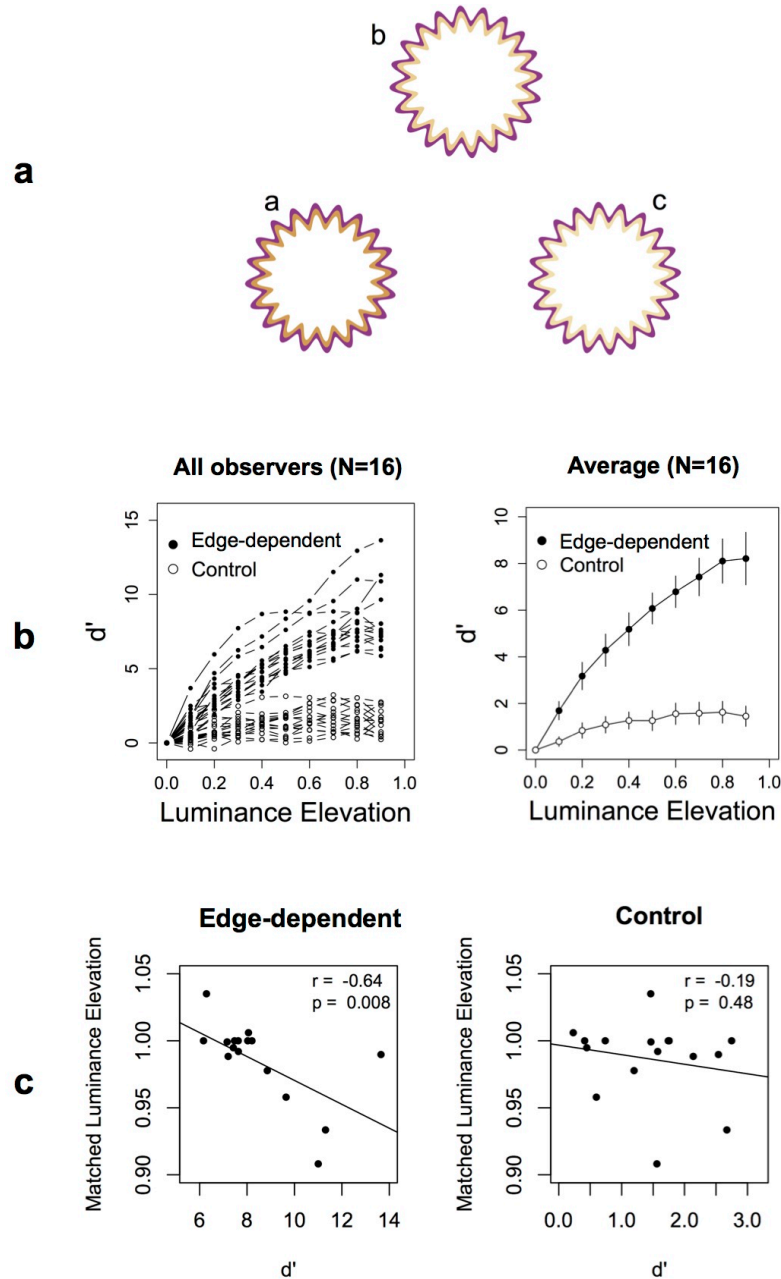 b
a
a
c
All observers (N=16)
Average (N=16)
b
15
10
5
0
d'
Edge-dependent
Control
0.0 0.2 0.4 0.6 0.8 1.0
Luminance Elevation
10
8
6
4
2
0
d'
Edge-dependent
Control
0.0 0.2 0.4 0.6 0.8 1.0
Luminance Elevation
c
Edge-dependent
Matched Luminance Elevation
1.05
1.00
0.95
0.90
r = -0.64
p = 0.008
6 8 10 12 14
d'
Control
Matched Luminance Elevation
1.05
1.00
0.95
0.90
r = -0.19
p = 0.48
0.0 1.0 2.0 3.0
d'